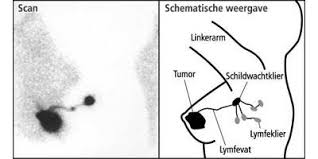 Scan
Schematische weergave
Linkerarm
Tumor
Schildwachtklier
Lymfeklier
Lymfevat